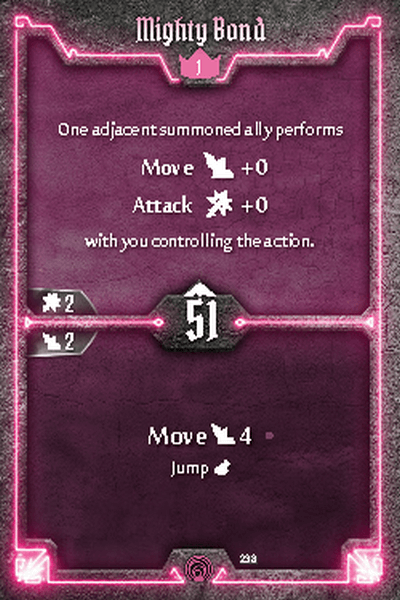 Mighty Bond
1
One adjacent summoned ally performs
Move +0
Attack +0
with you controlling the action.
2
51
2
Move 4
Jump
233